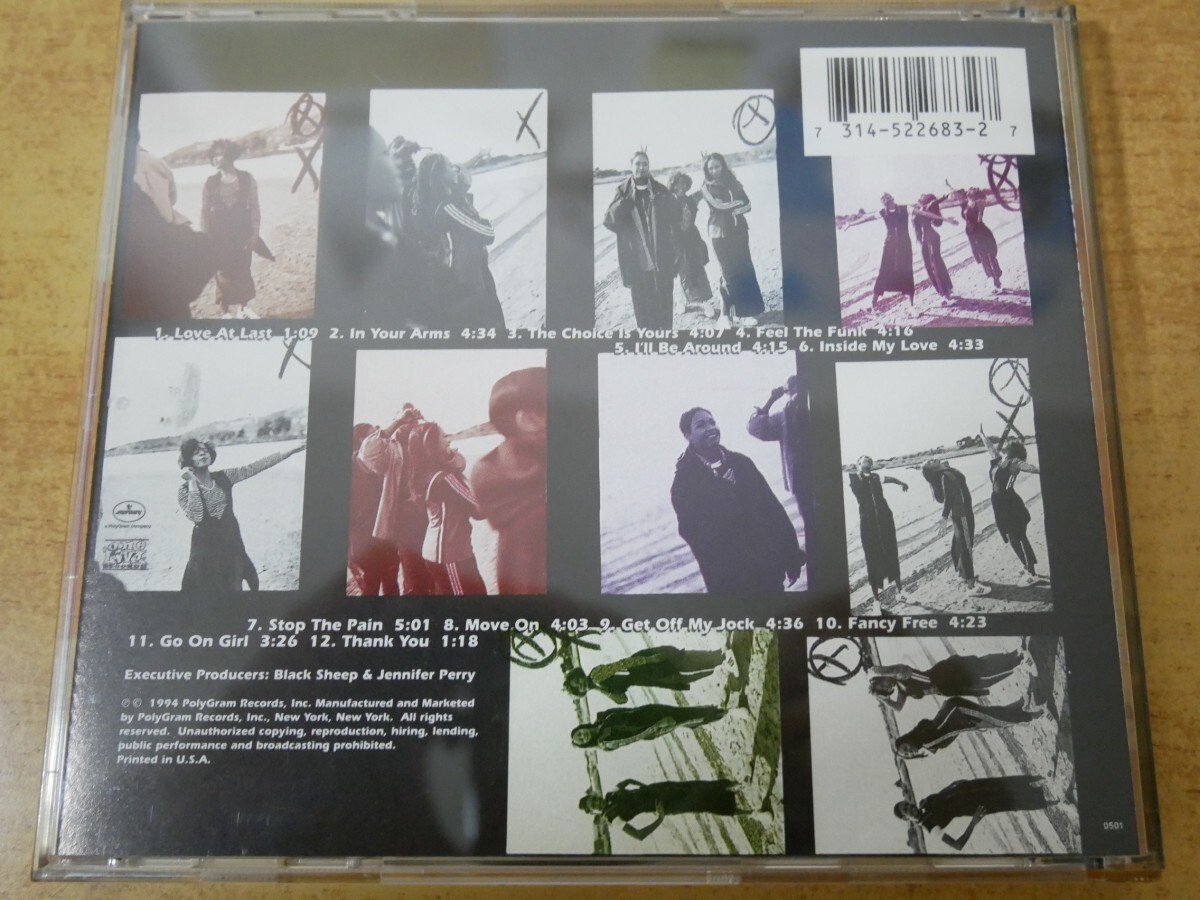 7 314-522683-2 7
1. Love At Last 1:09 2. In Your Arms 4:34 3. The Choice Is Yours 4:07 4. Feel The Funk 4:16
5. I'll Be Around 4:15 6. Inside My Love 4:33
mercury
a PolyGram Company
7. Stop The Pain 5:01 8. Move On 4:03 9. Get Off My Jock 4:36 10. Fancy Free 4:23
11. Go On Girl 3:26 12. Thank You 1:18
Executive Producers: Black Sheep & Jennifer Perry
℗© 1994 PolyGram Records, Inc. Manufactured and Marketed
by PolyGram Records, Inc., New York, New York. All rights
reserved. Unauthorized copying, reproduction, hiring, lending,
public performance and broadcasting prohibited.
Printed in U.S.A.
0501